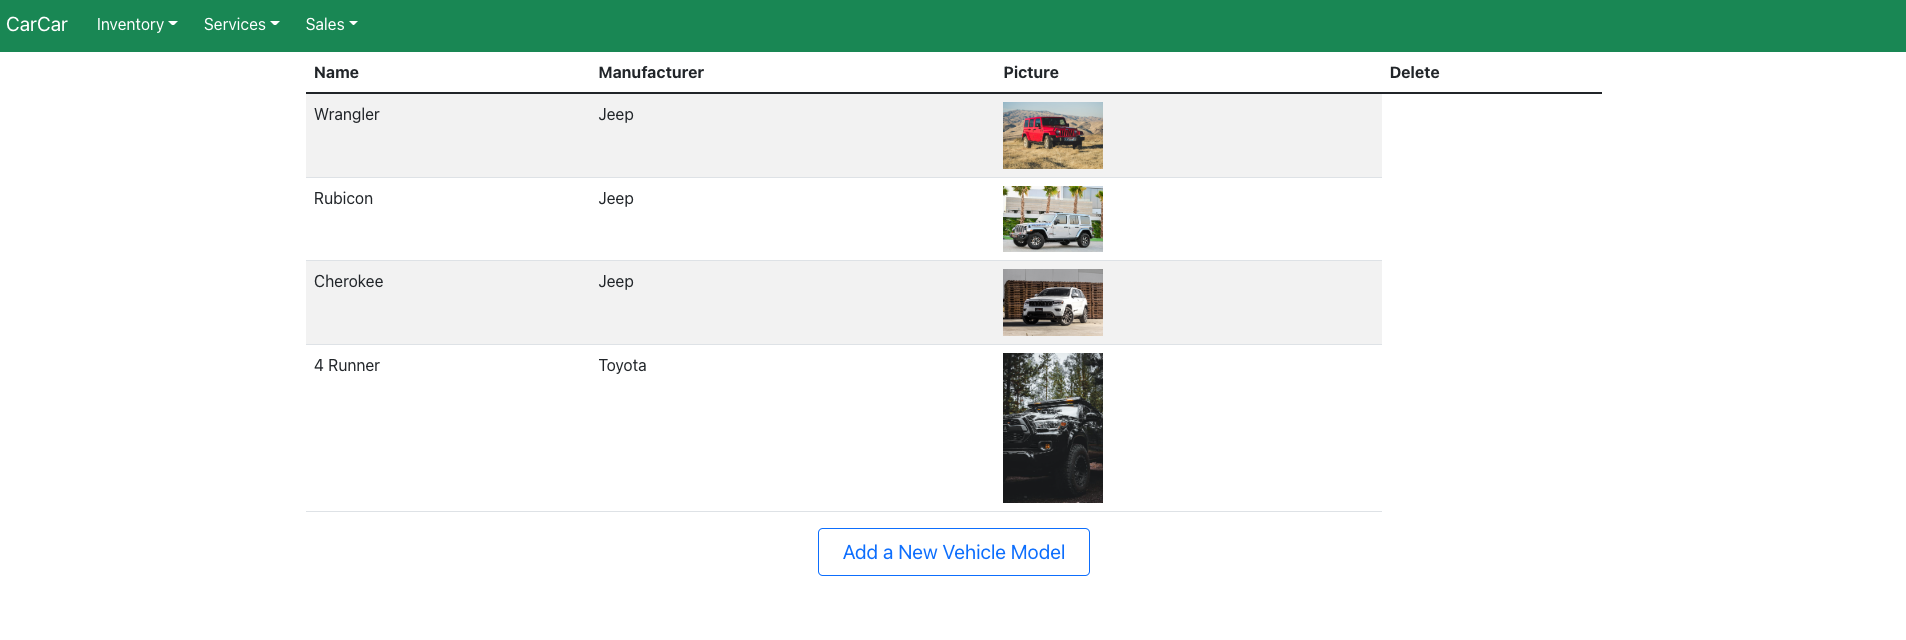 CarCar Inventory Services Sales
Name Manufacturer Picture Delete
Wrangler Jeep
Rubicon Jeep
Cherokee Jeep
4 Runner Toyota
Add a New Vehicle Model